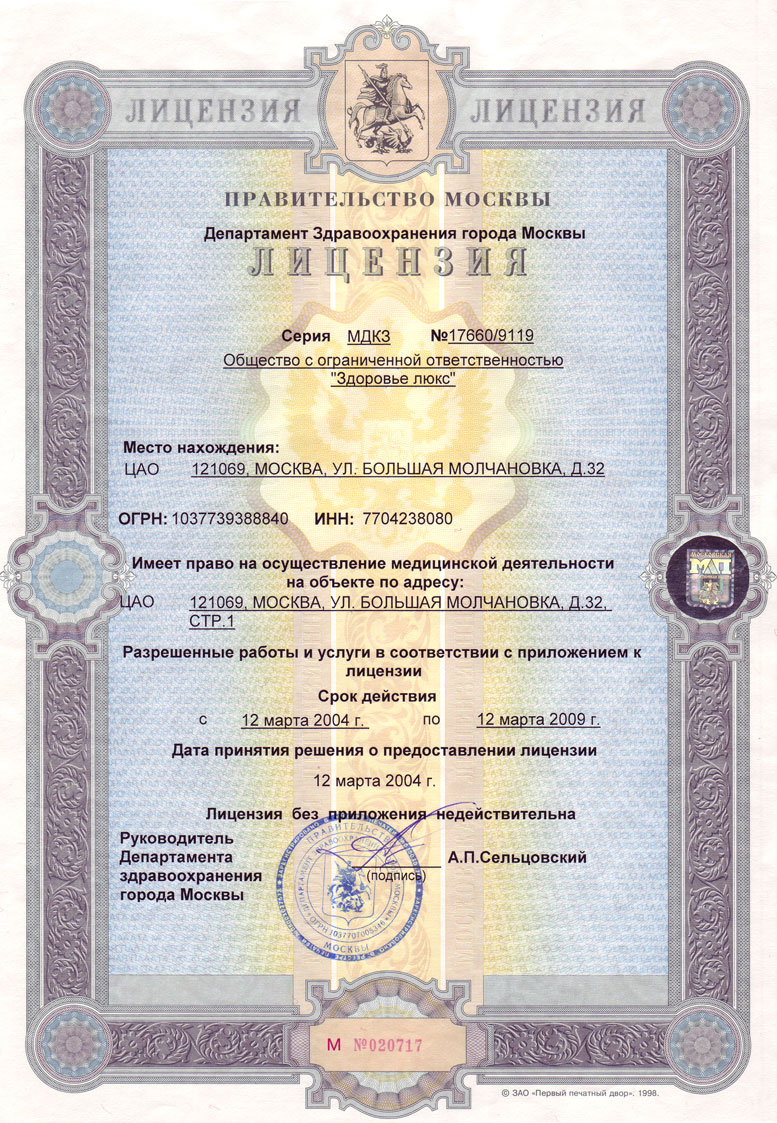 ЛИЦЕНЗИЯ ЛИЦЕНЗИЯ
ПРАВИТЕЛЬСТВО МОСКВЫ
Департамент Здравоохранения города Москвы
ЛИЦЕНЗИЯ
Серия МДКЗ №17660/9119
Общество с ограниченной ответственностью
"Здоровье люкс"
Место нахождения:
ЦАО 121069, МОСКВА, УЛ. БОЛЬШАЯ МОЛЧАНОВКА, Д.32
ОГРН: 1037739388840 ИНН: 7704238080
Имеет право на осуществление медицинской деятельности
на объекте по адресу:
ЦАО 121069, МОСКВА, УЛ. БОЛЬШАЯ МОЛЧАНОВКА, Д.32,
СТР.1
Разрешенные работы и услуги в соответствии с приложением к
лицензии
Срок действия
с 12 марта 2004 г. по 12 марта 2009 г.
Дата принятия решения о предоставлении лицензии
12 марта 2004 г.
Лицензия без приложения недействительна
Руководитель
Департамента
здравоохранения
города Москвы
А.П.Сельцовский
(подпись)
ПРАВИТЕЛЬСТВО
МОСКВЫ
ОГРН 1037707005346
М №020717
© ЗАО «Первый печатный двор»: 1998.